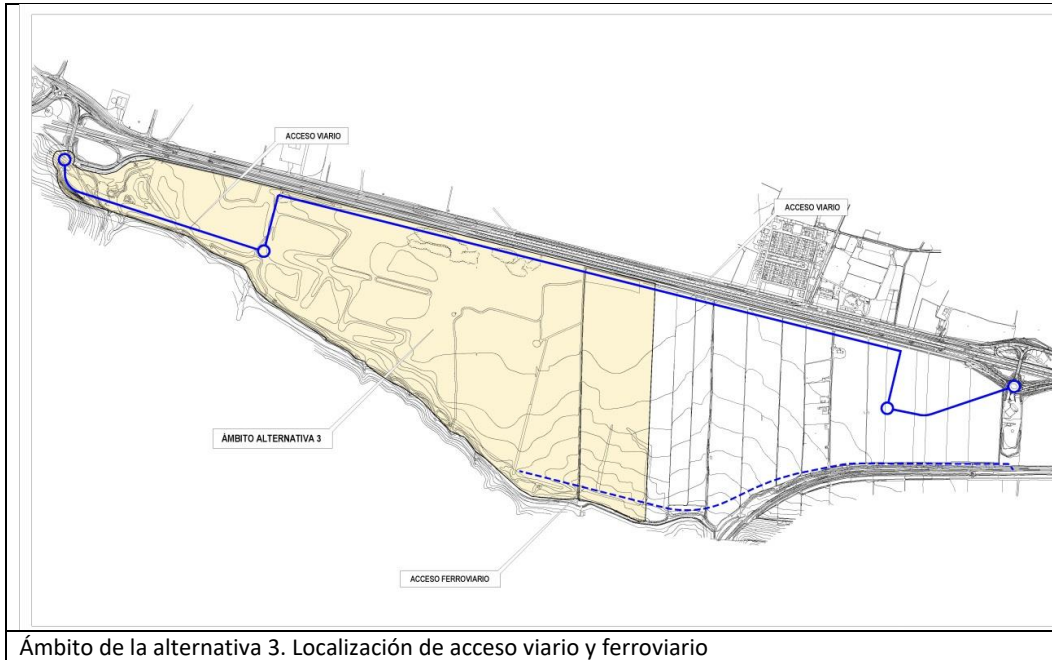 ACCESO VIARIO
ACCESO VIARIO
ÁMBITO ALTERNATIVA 3
ACCESO FERROVIARIO
Ámbito de la alternativa 3. Localización de acceso viario y ferroviario